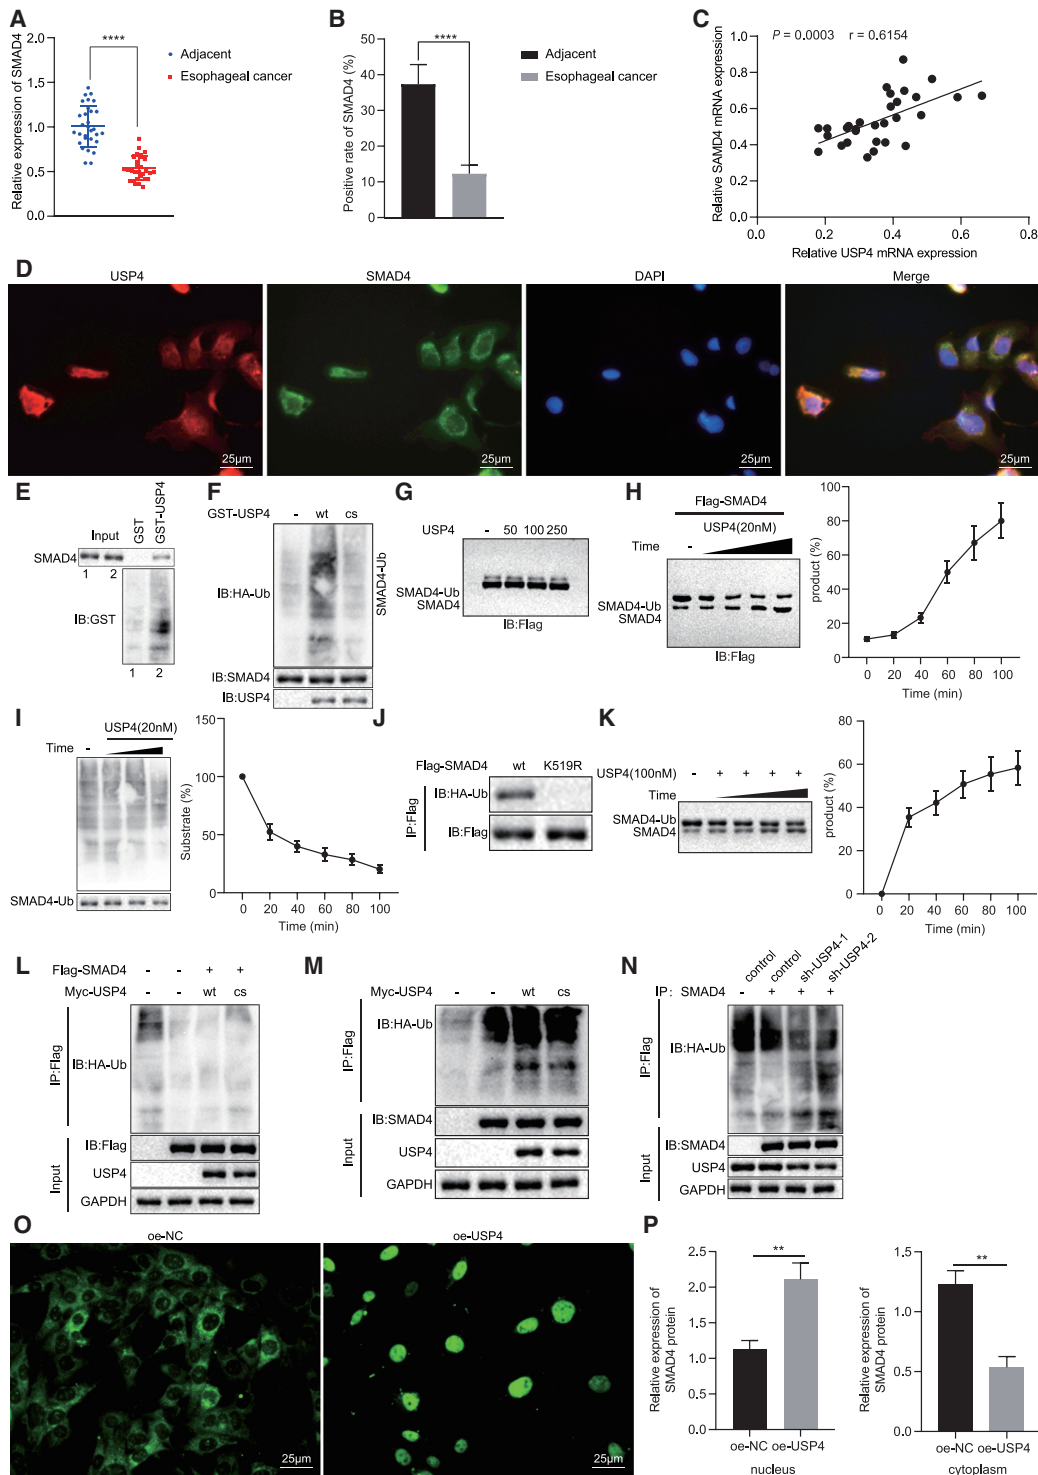 A
Relative expression of SMAD4
2.0
1.5
1.0
0.5
0.0
****
Adjacent
Esophageal cancer
B
Positive rate of SMAD4 (%)
50
40
30
20
10
0
****
Adjacent
Esophageal cancer
C
P = 0.0003 r = 0.6154
Relative SAMD4 mRNA expression
1.0
0.8
0.6
0.4
0.2
0.0
0.0
0.2
0.4
0.6
0.8
Relative USP4 mRNA expression
D
USP4
SMAD4
DAPI
Merge
25μm
25μm
25μm
25μm
E
Input
GST
GST-USP4
SMAD4
1 2
IB:GST
1 2
F
GST-USP4 - wt cs
IB:HA-Ub
SMAD4-Ub
IB:SMAD4
IB:USP4
G
USP4 - 50 100 250
SMAD4-Ub
SMAD4
IB:Flag
H
Flag-SMAD4
USP4(20nM)
Time -
SMAD4-Ub
SMAD4
IB:Flag
product (%)
100
80
60
40
20
0
0 20 40 60 80 100
Time (min)
I
USP4(20nM)
Time -
SMAD4-Ub
Substrate (%)
150
100
50
0
0 20 40 60 80 100
Time (min)
J
Flag-SMAD4 wt K519R
IP:Flag
IB:HA-Ub
IB:Flag
K
USP4(100nM) - + + + +
Time
SMAD4-Ub
SMAD4
product (%)
80
60
40
20
0
0 20 40 60 80 100
Time (min)
L
Flag-SMAD4 - - + +
Myc-USP4 - - wt cs
IP:Flag
IB:HA-Ub
Input
IB:Flag
USP4
GAPDH
M
Myc-USP4 - - wt cs
IP:Flag
IB:HA-Ub
Input
IB:SMAD4
USP4
GAPDH
N
control
control
sh-USP4-1
sh-USP4-2
IP: SMAD4 - + + +
IP:Flag
IB:HA-Ub
Input
IB:SMAD4
USP4
GAPDH
O
oe-NC
oe-USP4
25μm
25μm
P
Relative expression of
SMAD4 protein
2.5
2.0
1.5
1.0
0.5
0.0
**
oe-NC oe-USP4
nucleus
Relative expression of
SMAD4 protein
1.5
1.0
0.5
0.0
**
oe-NC oe-USP4
cytoplasm